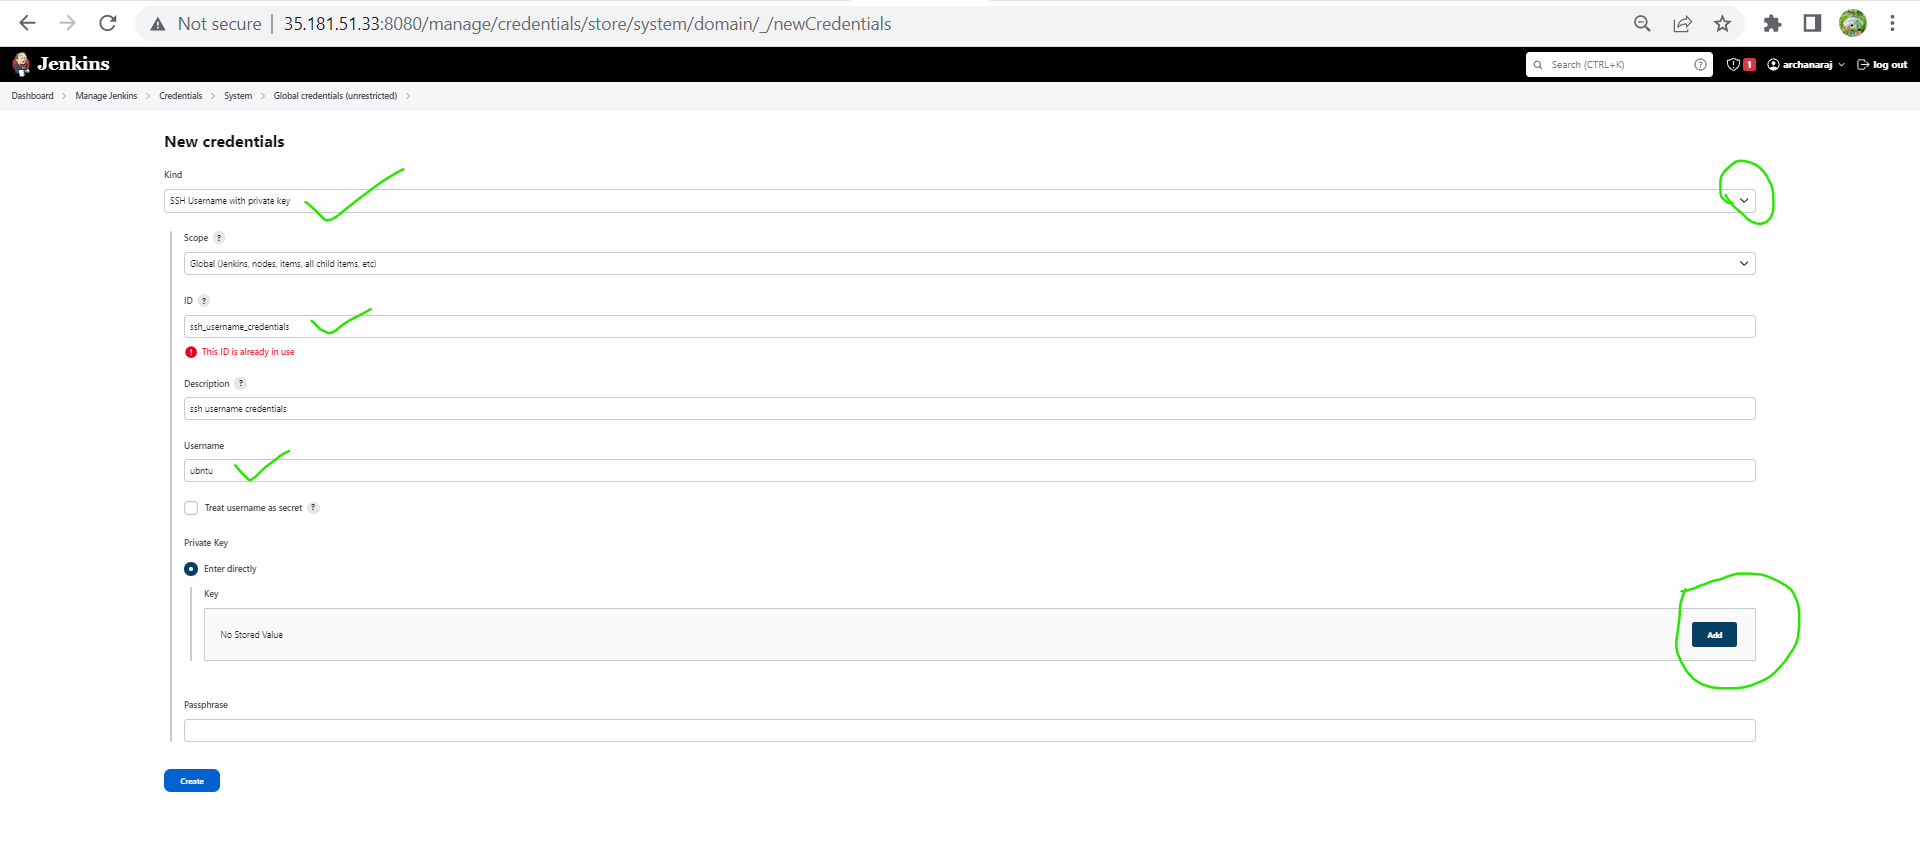 Not secure 35.181.51.33:8080/manage/credentials/store/system/domain/_/newCredentials
Jenkins Search (CTRL+K) ? 1 archanaraj log out
Dashboard Manage Jenkins Credentials System Global credentials (unrestricted)
New credentials
Kind
SSH Username with private key
Scope ?
Global (Jenkins, nodes, items, all child items, etc)
ID ?
ssh_username_credentials
This ID is already in use
Description ?
ssh username credentials
Username
ubntu
Treat username as secret ?
Private Key
Enter directly
Key
No Stored Value Add
Passphrase
Create